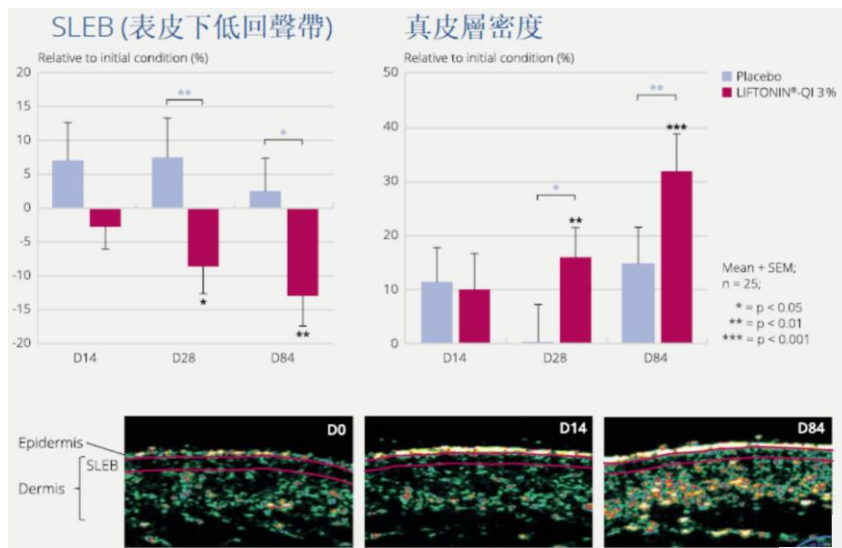 SLEB (表皮下低回聲帶)
Relative to initial condition (%)
20
15
10
5
0
-5
-10
-15
-20
**
*
*
**
D14
D28
D84
真皮層密度
Relative to initial condition (%)
50
40
30
20
10
0
*
**
**
***
D14
D28
D84
Placebo
LIFTONIN®-QI 3%
Mean + SEM;
n = 25;
* = p < 0.05
** = p < 0.01
*** = p < 0.001
Epidermis
SLEB
Dermis
D0
D14
D84